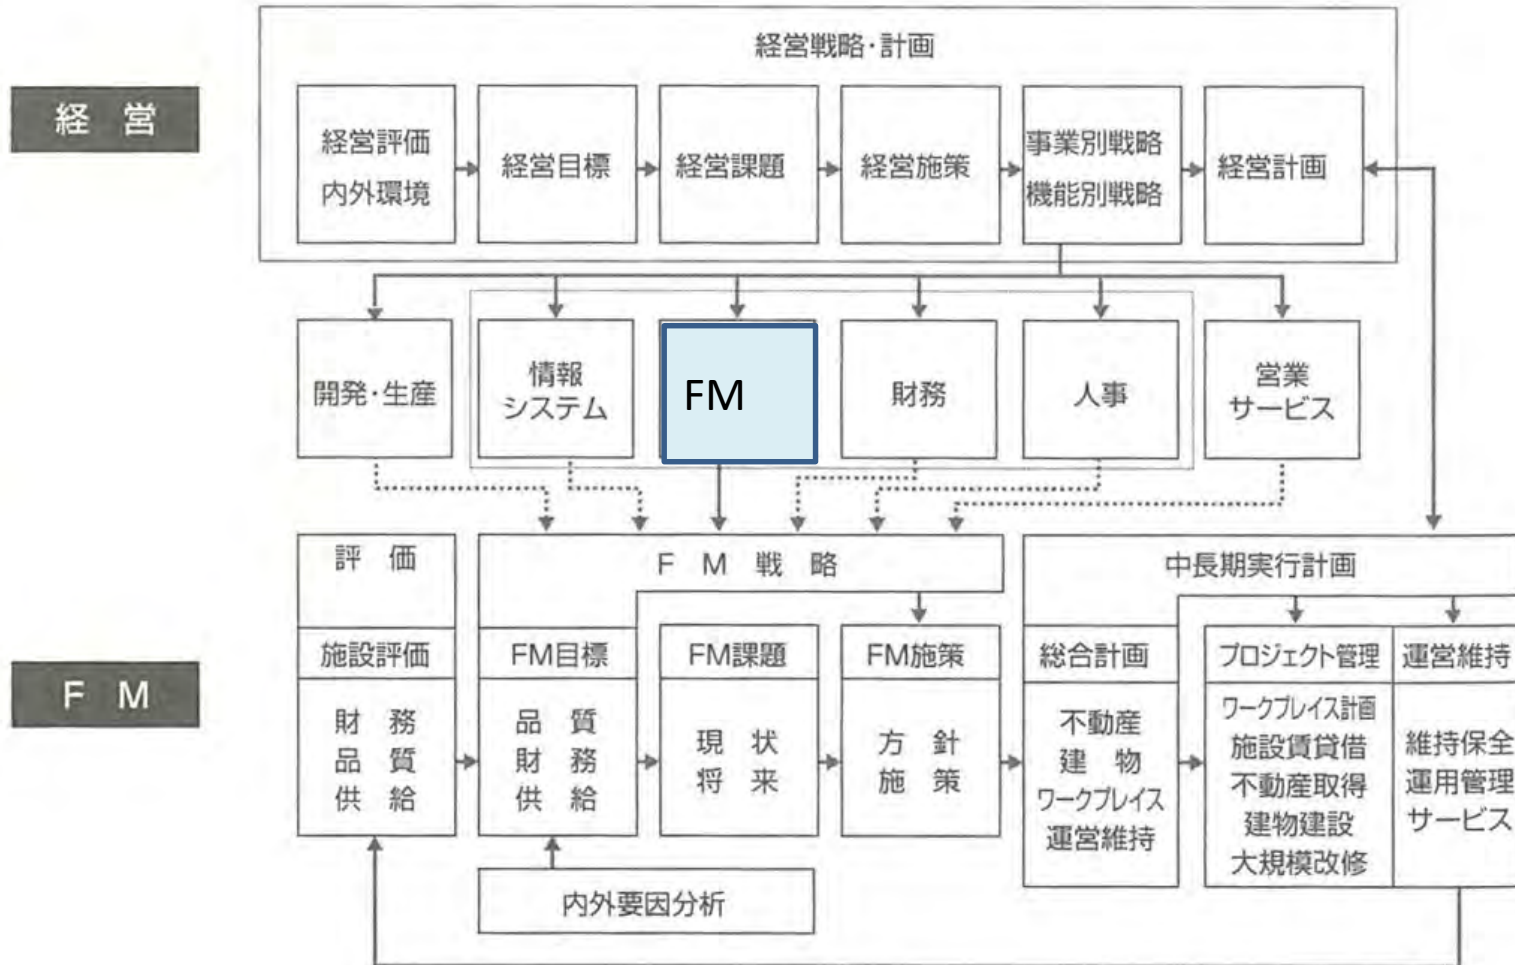 経営戦略・計画
経 営
経営評価
内外環境
経営目標
経営課題
経営施策
事業別戦略
機能別戦略
経営計画
開発・生産
情報
システム
FM
財務
人事
営業
サービス
F M
評 価
施設評価
財 務
品 質
供 給
F M 戦 略
FM目標
品 質
財 務
供 給
FM課題
現 状
将 来
FM施策
方 針
施 策
中長期実行計画
総合計画
不動産
建 物
ワークプレイス
運営維持
プロジェクト管理
ワークプレイス計画
施設賃貸借
不動産取得
建物建設
大規模改修
運営維持
維持保全
運用管理
サービス
内外要因分析